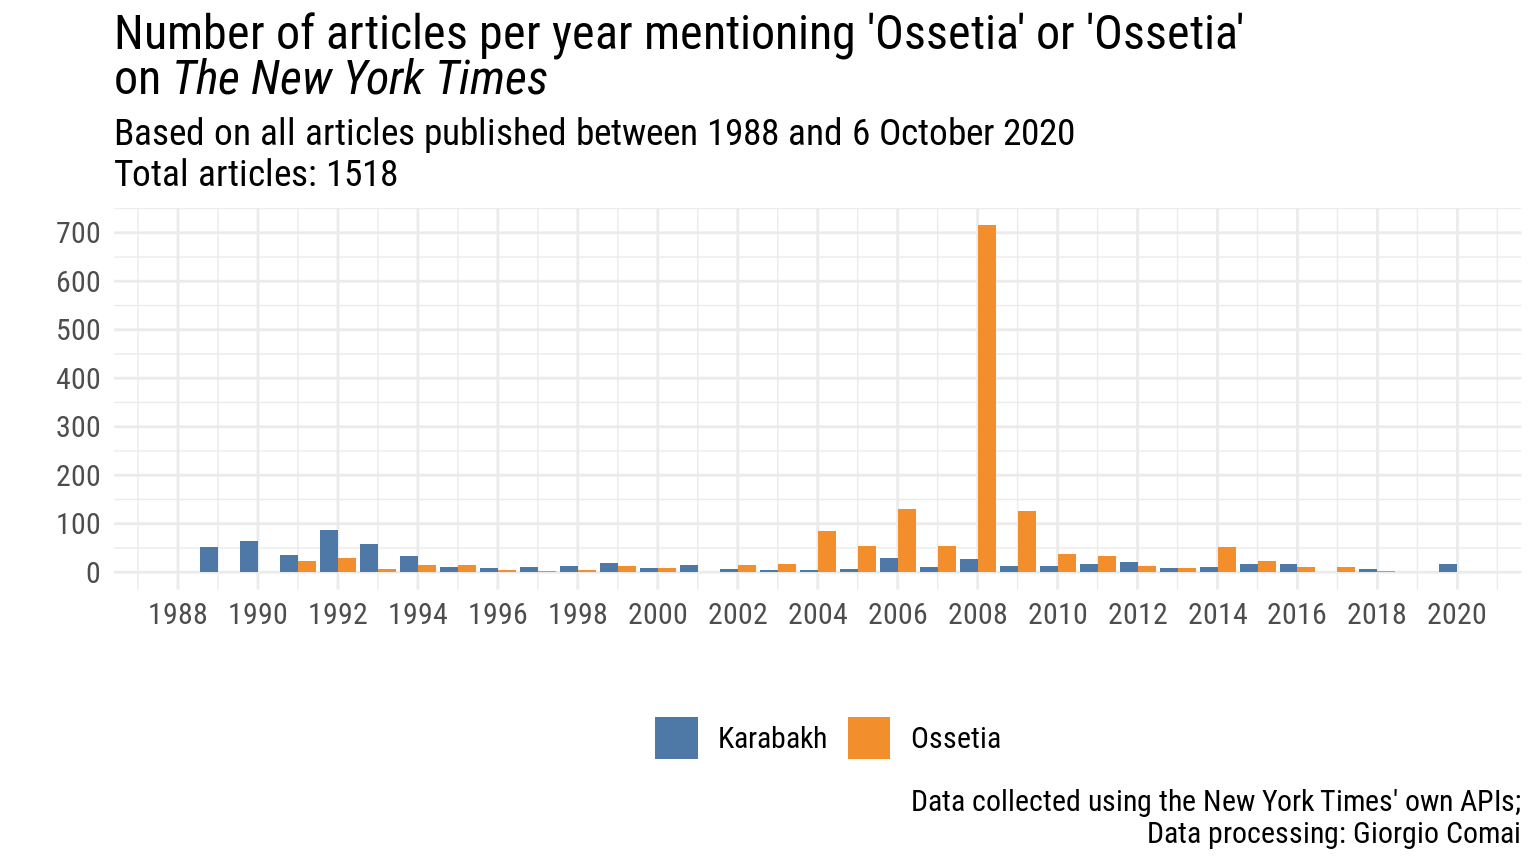 Number of articles per year mentioning 'Ossetia' or 'Ossetia'
on The New York Times
Based on all articles published between 1988 and 6 October 2020
Total articles: 1518
700
600
500
400
300
200
100
0
1988 1990 1992 1994 1996 1998 2000 2002 2004 2006 2008 2010 2012 2014 2016 2018 2020
Karabakh Ossetia
Data collected using the New York Times' own APIs;
Data processing: Giorgio Comai